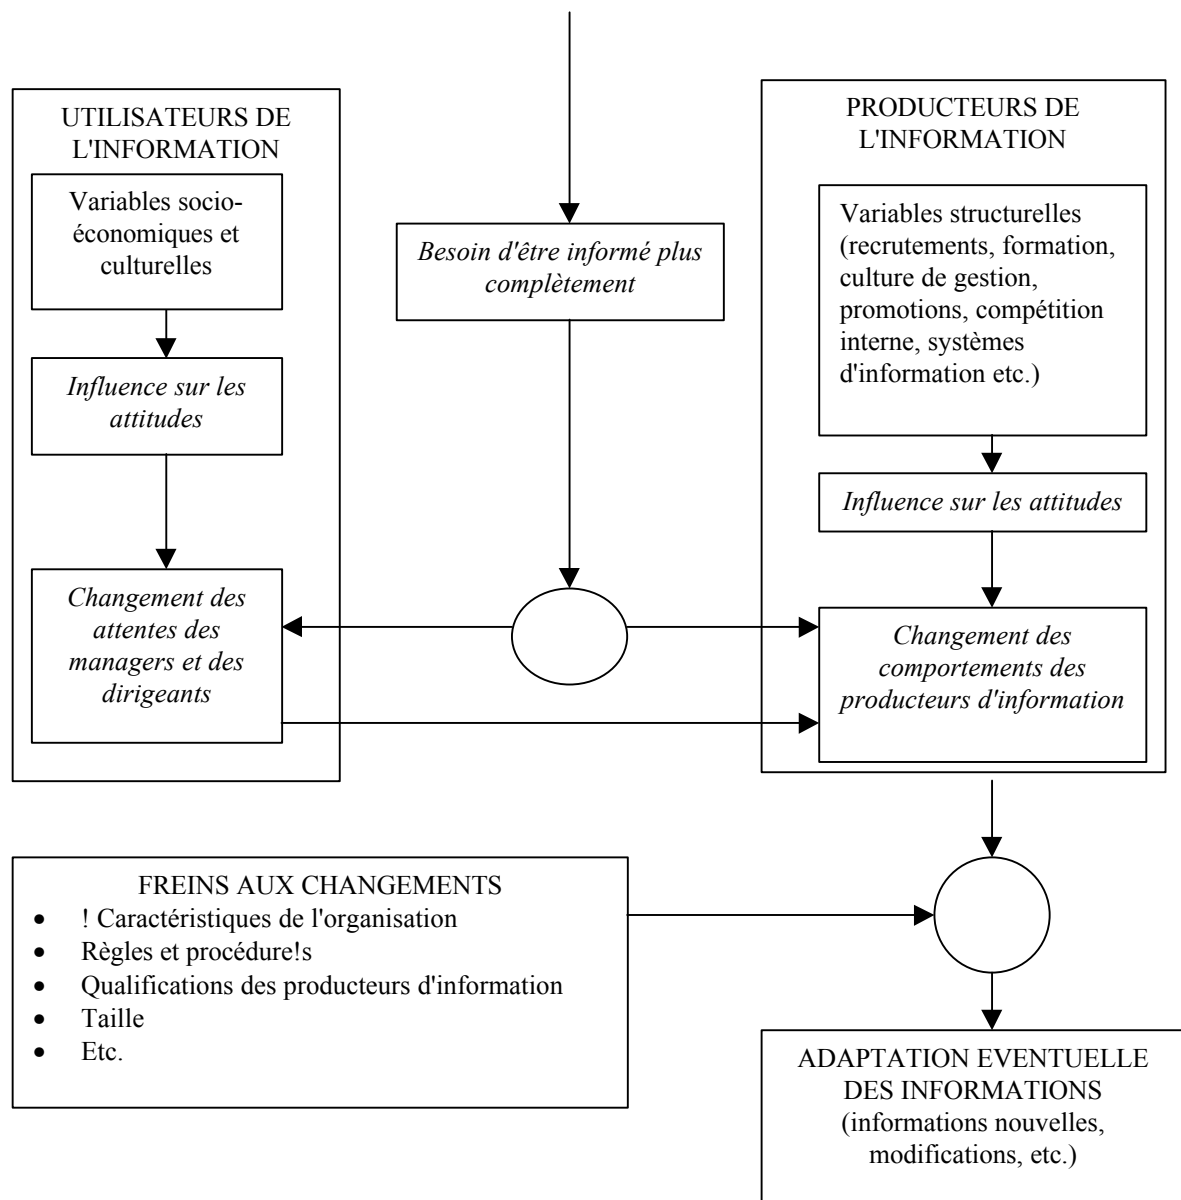 UTILISATEURS DE
L'INFORMATION
Variables socio-
économiques et
culturelles
Influence sur les
attitudes
Changement des
attentes des
managers et des
dirigeants
Besoin d'être informé plus
complètement
PRODUCTEURS DE
L'INFORMATION
Variables structurelles
(recrutements, formation,
culture de gestion,
promotions, compétition
interne, systèmes
d'information etc.)
Influence sur les attitudes
Changement des
comportements des
producteurs d'information
FREINS AUX CHANGEMENTS
• ! Caractéristiques de l'organisation
• Règles et procédure!s
• Qualifications des producteurs d'information
• Taille
• Etc.
ADAPTATION EVENTUELLE
DES INFORMATIONS
(informations nouvelles,
modifications, etc.)